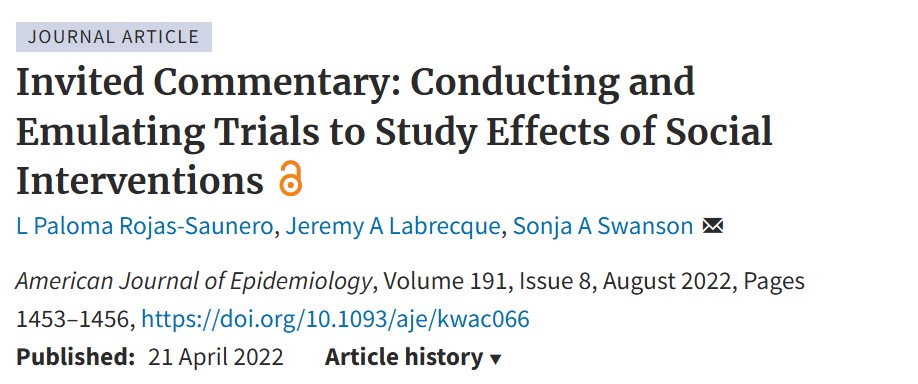 JOURNAL ARTICLE
Invited Commentary: Conducting and
Emulating Trials to Study Effects of Social
Interventions
L Paloma Rojas-Saunero, Jeremy A Labrecque, Sonja A Swanson
American Journal of Epidemiology, Volume 191, Issue 8, August 2022, Pages
1453–1456, https://doi.org/10.1093/aje/kwac066
Published: 21 April 2022 Article history ▼